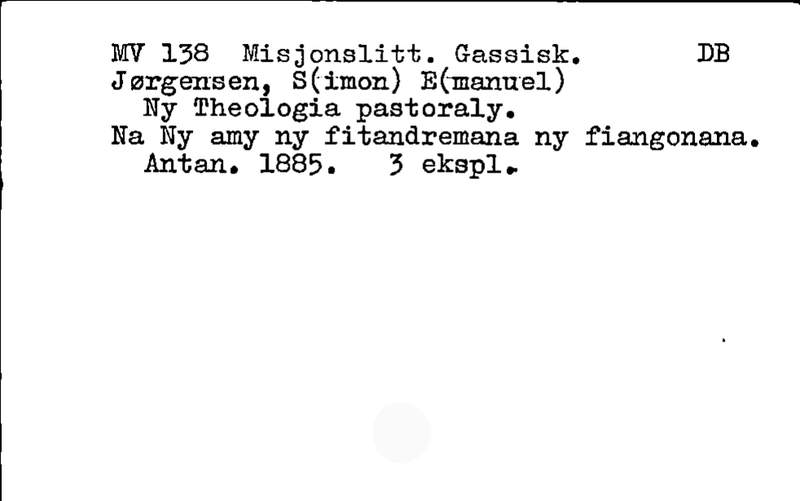 MV 138 Misjonslitt. Gassisk. DB
Jørgensen, S(imon) E(manuel)
Ny Theologia pastoraly.
Na Ny amy ny fitandremana ny fiangonana.
Antan. 1885. 3 ekspl.